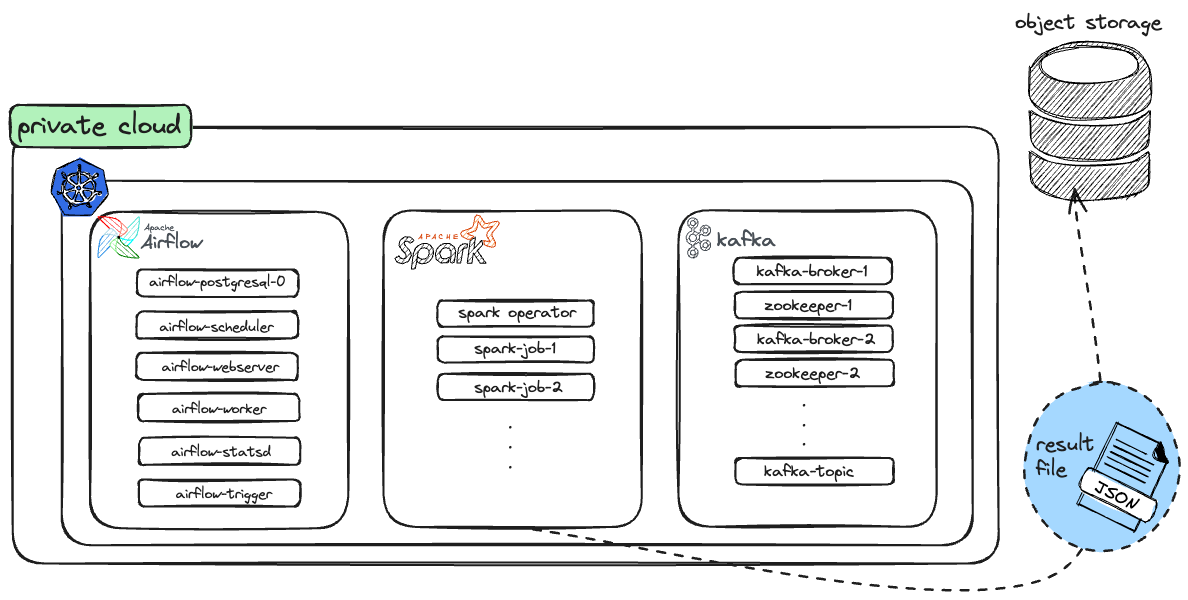 object storage
private cloud
Apache
Airflow
airflow-postgresql-0
airflow-scheduler
airflow-webserver
airflow-worker
airflow-statsd
airflow-trigger
APACHE
Spark
spark operator
spark-job-1
spark-job-2
kafka
kafka-broker-1
zookeeper-1
kafka-broker-2
zookeeper-2
kafka-topic
result
file
JSON